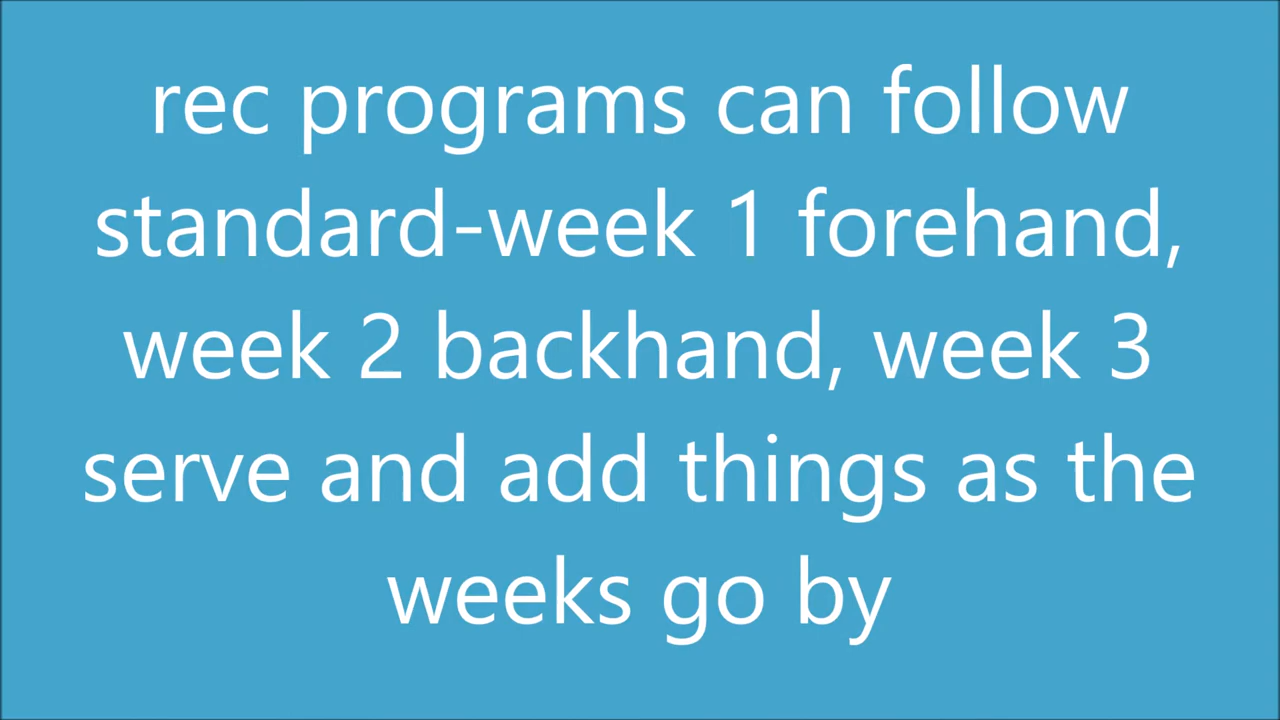 rec programs can follow
standard-week 1 forehand,
week 2 backhand, week 3
serve and add things as the
weeks go by